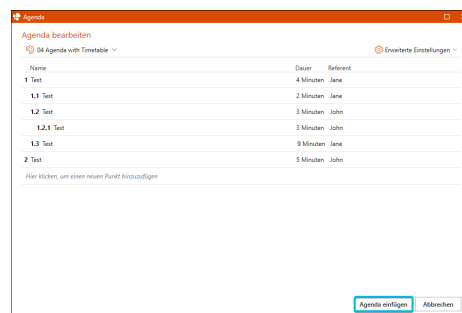 Agenda
Agenda bearbeiten
04 Agenda with Timetable
Erweiterte Einstellungen
Name Dauer Referent
1 Test 4 Minuten Jane
1.1 Test 2 Minuten Jane
1.2 Test 3 Minuten John
1.2.1 Test 3 Minuten John
1.3 Test 9 Minuten Jane
2 Test 5 Minuten John
Hier klicken, um einen neuen Punkt hinzuzufügen
Agenda einfügen Abbrechen